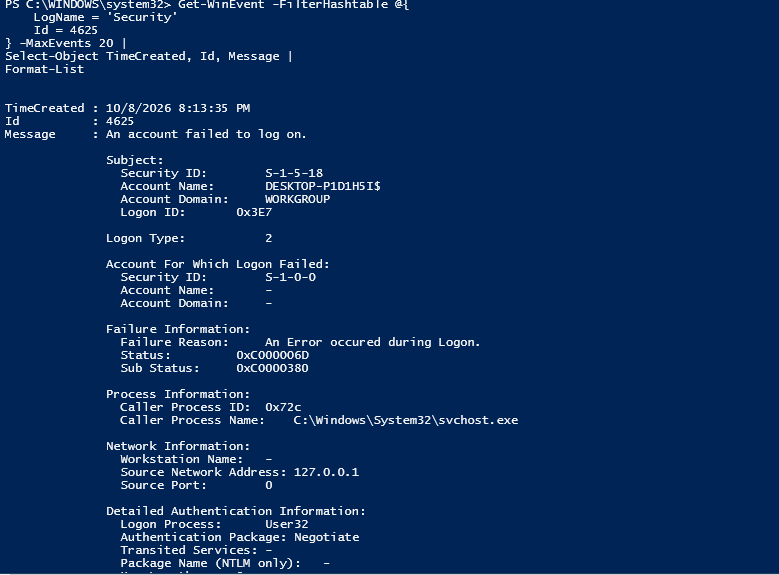 PS C:\WINDOWS\system32> Get-WinEvent -FilterHashtable @{
LogName = 'Security'
Id = 4625
} -MaxEvents 20 |
Select-Object TimeCreated, Id, Message |
Format-List
TimeCreated : 10/8/2026 8:13:35 PM
Id : 4625
Message : An account failed to log on.
Subject:
Security ID: S-1-5-18
Account Name: DESKTOP-P1D1H5I$
Account Domain: WORKGROUP
Logon ID: 0x3E7
Logon Type: 2
Account For Which Logon Failed:
Security ID: S-1-0-0
Account Name: -
Account Domain: -
Failure Information:
Failure Reason: An Error occured during Logon.
Status: 0xC000006D
Sub Status: 0xC0000380
Process Information:
Caller Process ID: 0x72c
Caller Process Name: C:\Windows\System32\svchost.exe
Network Information:
Workstation Name: -
Source Network Address: 127.0.0.1
Source Port: 0
Detailed Authentication Information:
Logon Process: User32
Authentication Package: Negotiate
Transited Services: -
Package Name (NTLM only): -